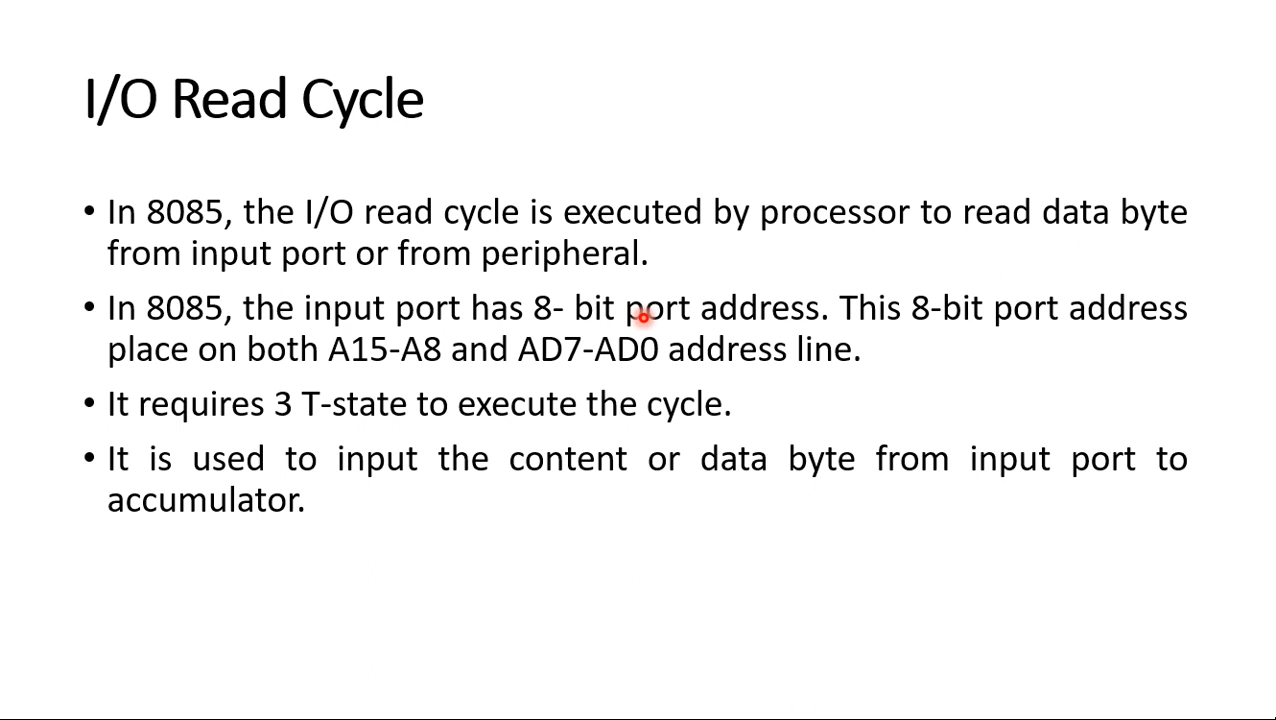 I/O Read Cycle
• In 8085, the I/O read cycle is executed by processor to read data byte
from input port or from peripheral.
• In 8085, the input port has 8- bit port address. This 8-bit port address
place on both A15-A8 and AD7-AD0 address line.
• It requires 3 T-state to execute the cycle.
• It is used to input the content or data byte from input port to
accumulator.